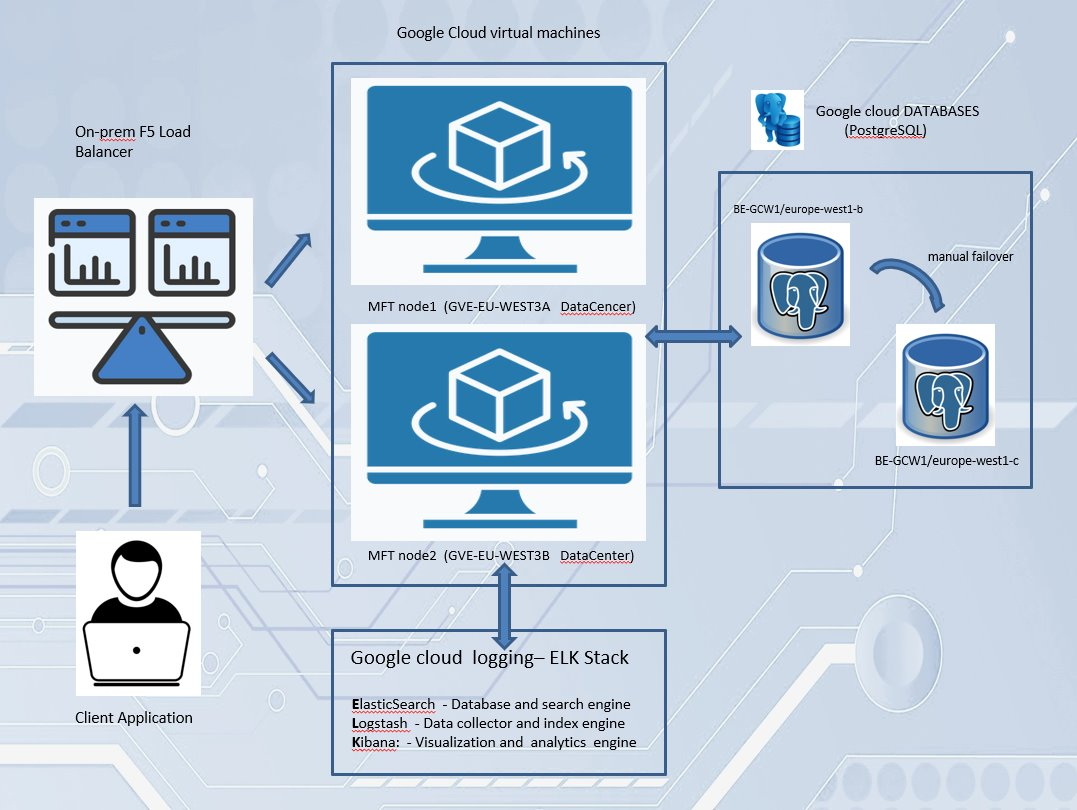 Google Cloud virtual machines
On-prem F5 Load
Balancer
Google cloud DATABASES
(PostgreSQL)
BE-GCW1/europe-west1-b
manual failover
MFT node1 (GVE-EU-WEST3A DataCencer)
BE-GCW1/europe-west1-c
MFT node2 (GVE-EU-WEST3B DataCenter)
Google cloud logging– ELK Stack
ElasticSearch - Database and search engine
Logstash - Data collector and index engine
Kibana: - Visualization and analytics engine
Client Application